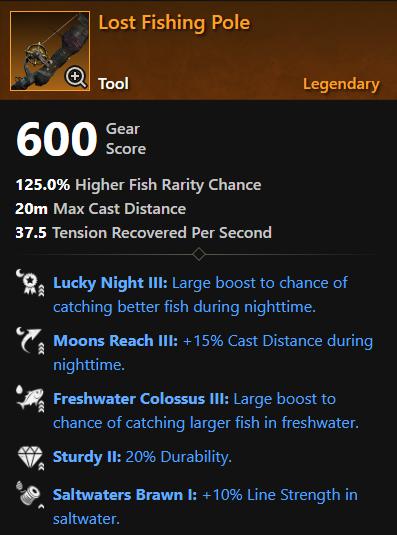 Lost Fishing Pole
Tool Legendary
600 Gear
Score
125.0% Higher Fish Rarity Chance
20m Max Cast Distance
37.5 Tension Recovered Per Second
Lucky Night III: Large boost to chance of
catching better fish during nighttime.
Moons Reach III: +15% Cast Distance during
nighttime.
Freshwater Colossus III: Large boost to
chance of catching larger fish in freshwater.
Sturdy II: 20% Durability.
Saltwaters Brawn I: +10% Line Strength in
saltwater.